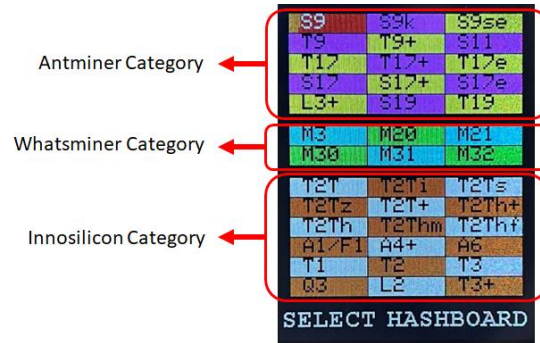 S9 S9k S9se
T9 T9+ S11
Antminer Category
T17 T17+ T17e
S17 S17+ S17e
L3+ S19 T19
M3 M20 M21
Whatsminer Category
M30 M31 M32
T2T T2Ti T2Ts
T2Tz T2T+ T2Th+
T2Th T2Thm T2Thf
Innosilicon Category
A1/F1 A4+ A6
T1 T2 T3
Q3 L2 T3+
SELECT HASHBOARD